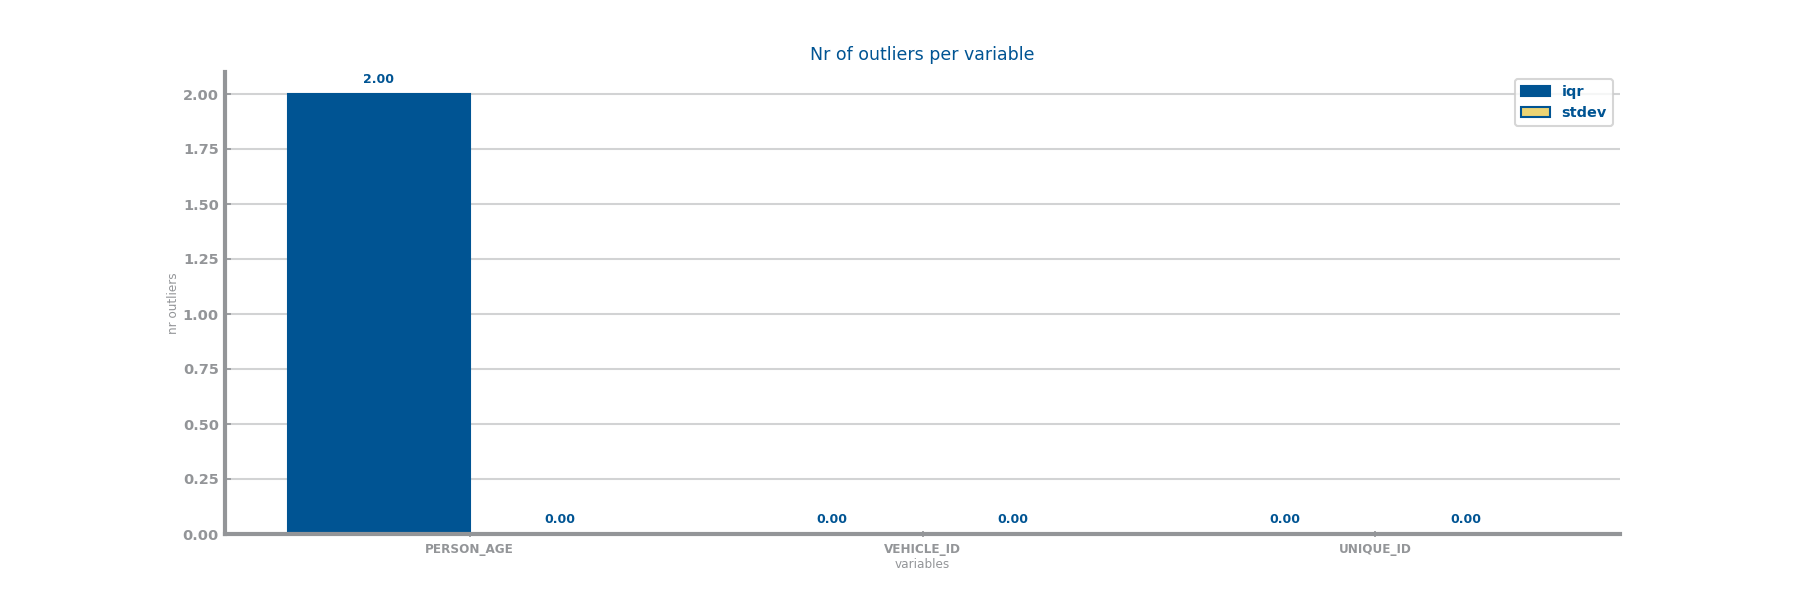 Nr of outliers per variable
iqr
stdev
nr outliers
2.00
1.75
1.50
1.25
1.00
0.75
0.50
0.25
0.00
2.00
0.00
0.00
0.00
0.00
0.00
PERSON_AGE
VEHICLE_ID
UNIQUE_ID
variables